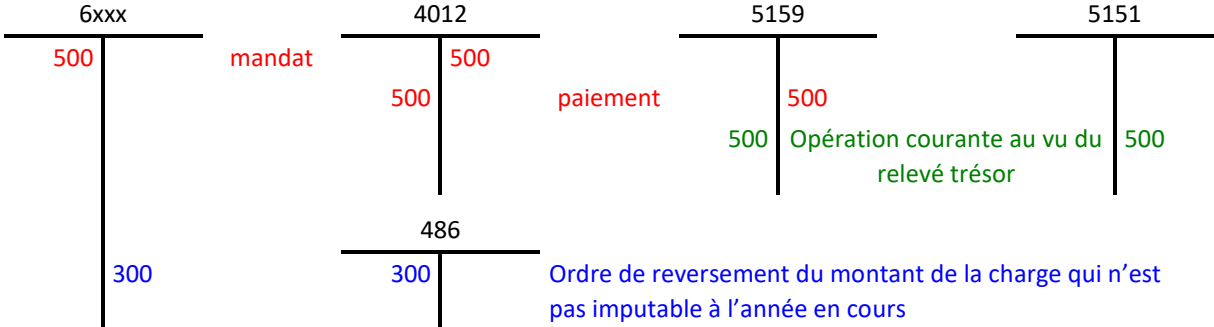 6xxx 4012 5159 5151
500 mandat 500
500 paiement 500
500 Opération courante au vu du 500
relevé trésor
486
300 300 Ordre de reversement du montant de la charge qui n’est
pas imputable à l’année en cours